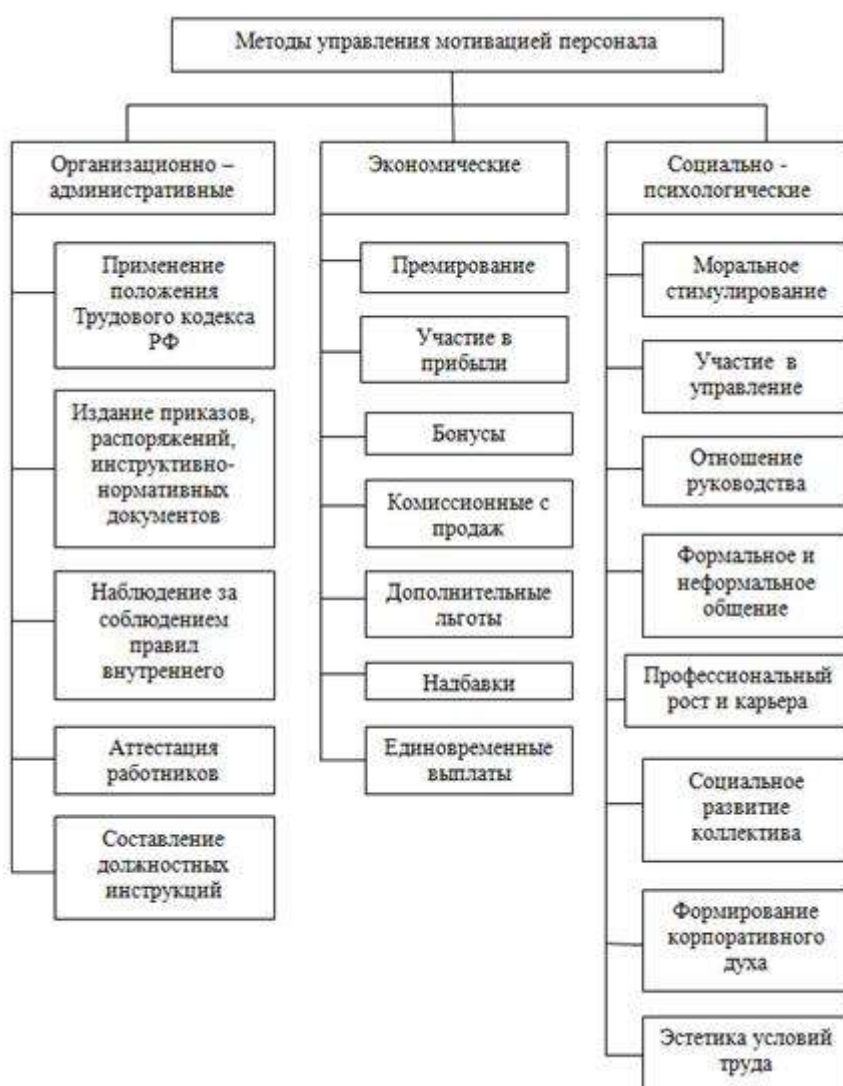 Методы управления мотивацией персонала
Организационно –
административные
Применение
положения
Трудового кодекса
РФ
Издание приказов,
распоряжений,
инструктивно-
нормативных
документов
Наблюдение за
соблюдением
правил
внутреннего
Аттестация
работников
Составление
должностных
инструкций
Экономические
Премирование
Участие в
прибыли
Бонусы
Комиссионные с
продаж
Дополнительные
льготы
Надбавки
Единовременные
выплаты
Социально -
психологические
Моральное
стимулирование
Участие в
управление
Отношение
руководства
Формальное и
неформальное
общение
Профессиональный
рост и карьера
Социальное
развитие
коллектива
Формирование
корпоративного
духа
Эстетика условий
труда